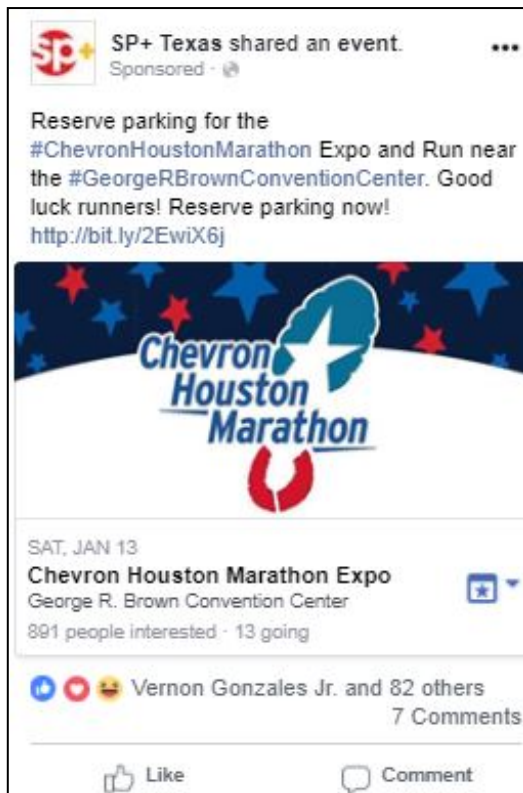 SP+
SP+ Texas shared an event.
Sponsored ·
Reserve parking for the
#ChevronHoustonMarathon Expo and Run near
the #GeorgeRBrownConventionCenter. Good
luck runners! Reserve parking now!
http://bit.ly/2EwiX6j
Chevron
Houston
Marathon
SAT, JAN 13
Chevron Houston Marathon Expo
George R. Brown Convention Center
891 people interested · 13 going
Vernon Gonzales Jr. and 82 others
7 Comments
Like Comment